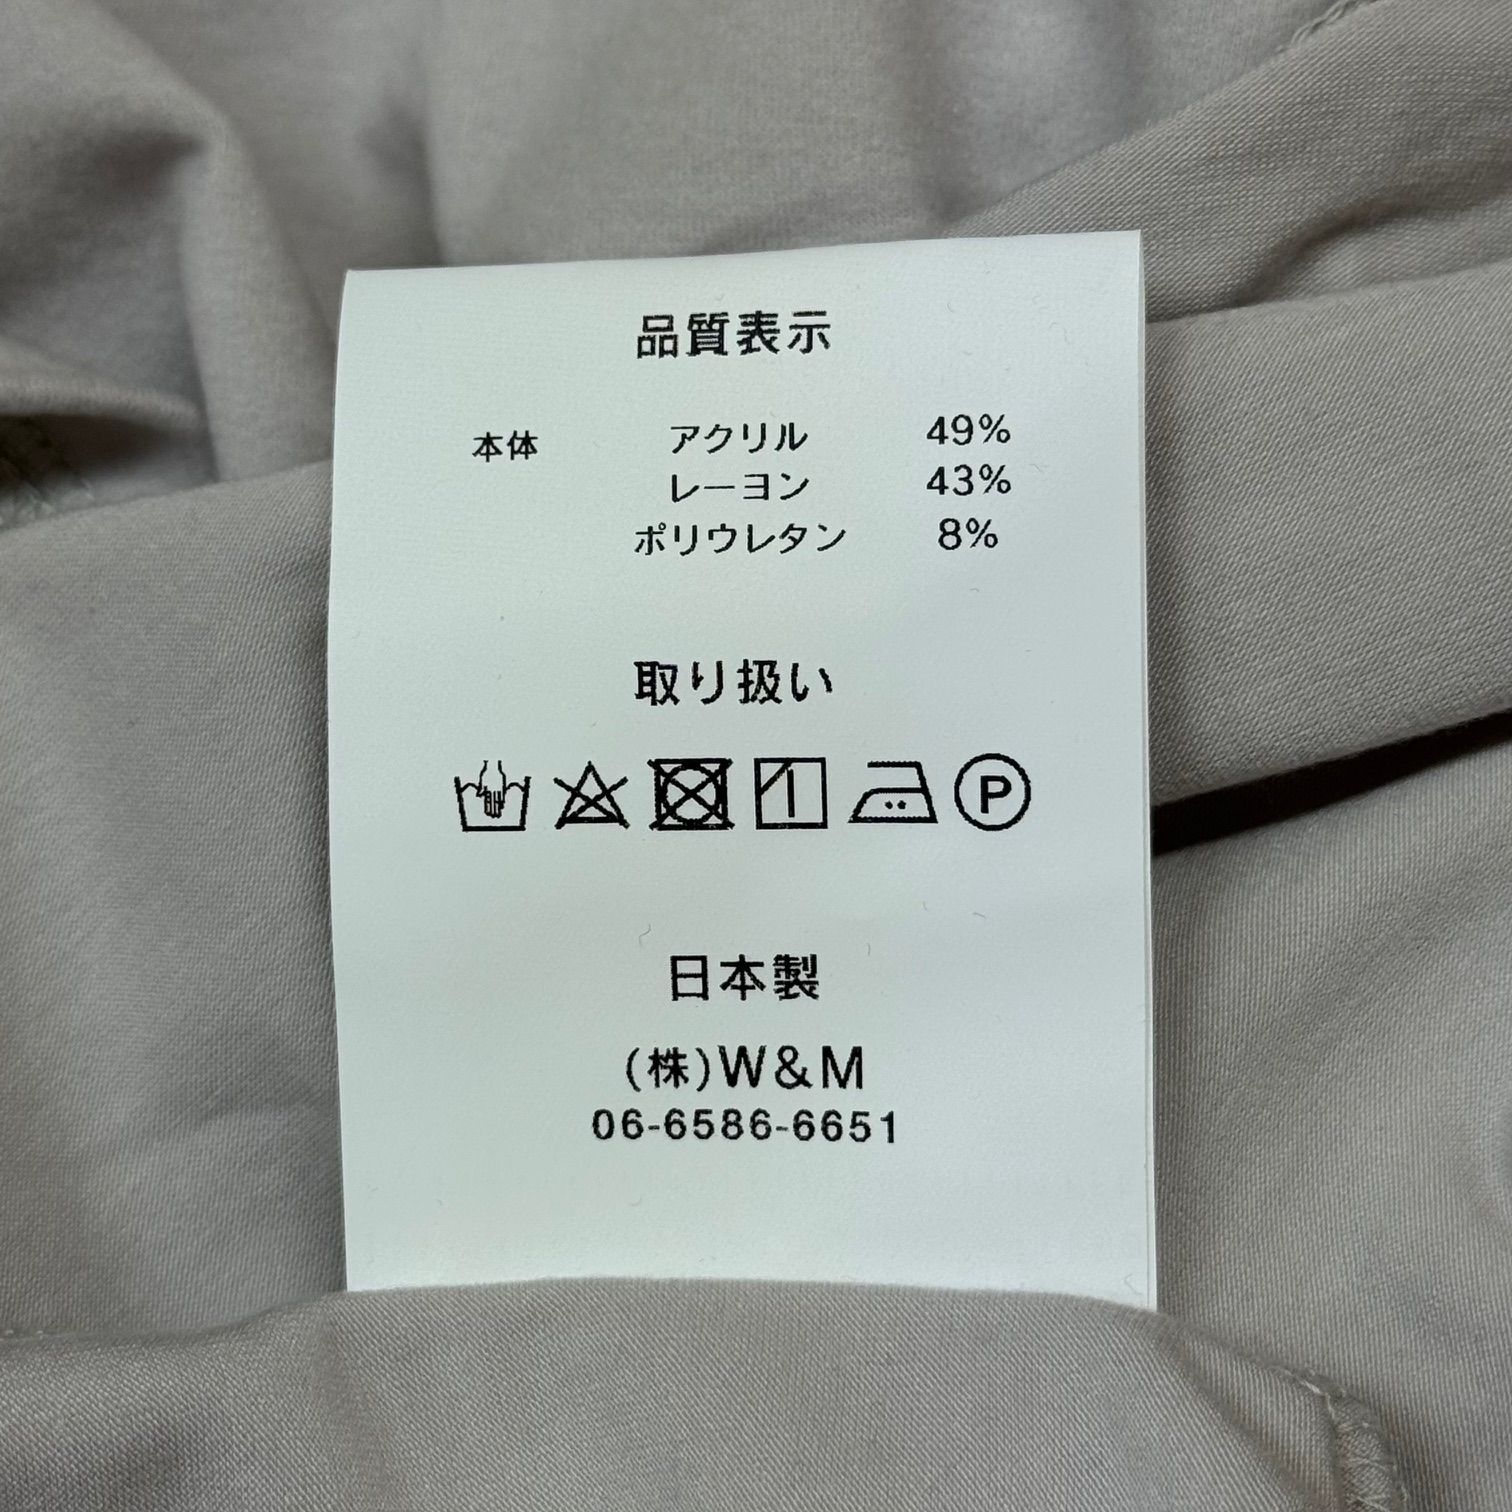 品質表示
本体 アクリル 49%
レーヨン 43%
ポリウレタン 8%
取り扱い
P
日本製
(株)W&M
06-6586-6651